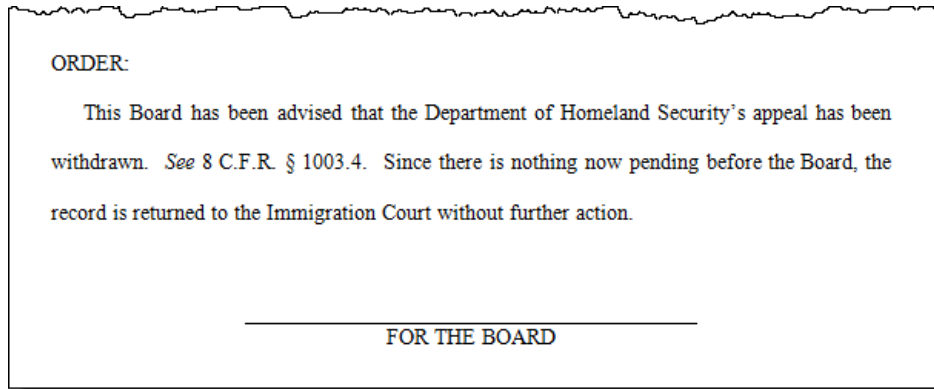 ORDER:
This Board has been advised that the Department of Homeland Security's appeal has been
withdrawn. See 8 C.F.R. § 1003.4. Since there is nothing now pending before the Board, the
record is returned to the Immigration Court without further action.
FOR THE BOARD